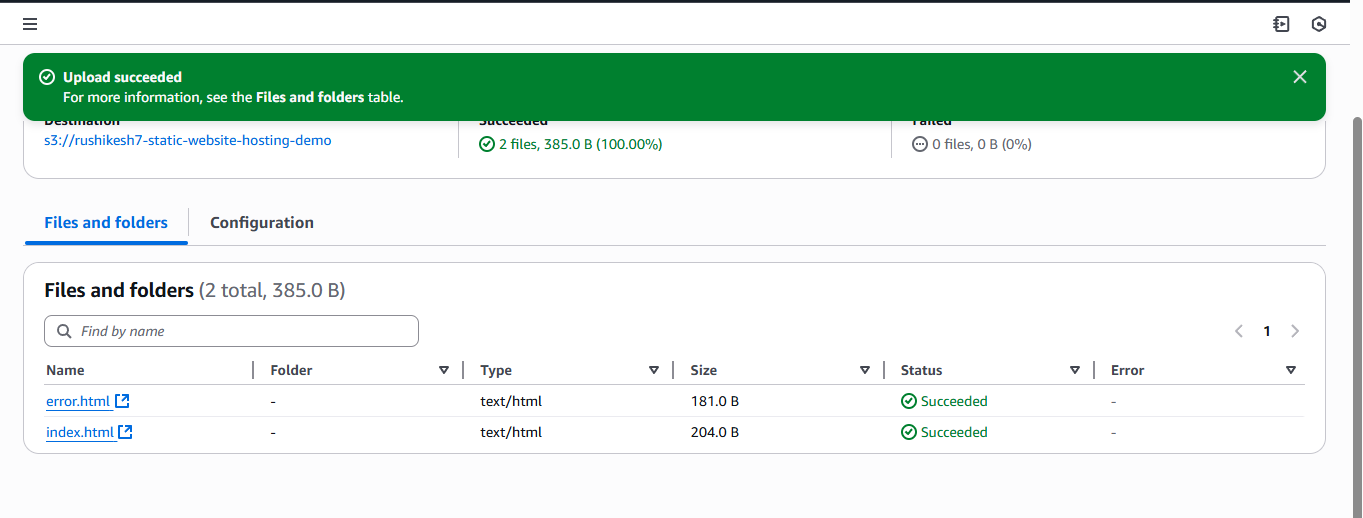 Upload succeeded
For more information, see the Files and folders table.
Destination Succeeded Failed
s3://rushikesh7-static-website-hosting-demo 2 files, 385.0 B (100.00%) 0 files, 0 B (0%)
Files and folders Configuration
Files and folders (2 total, 385.0 B)
Find by name 1
Name Folder Type Size Status Error
error.html - text/html 181.0 B Succeeded -
index.html - text/html 204.0 B Succeeded -